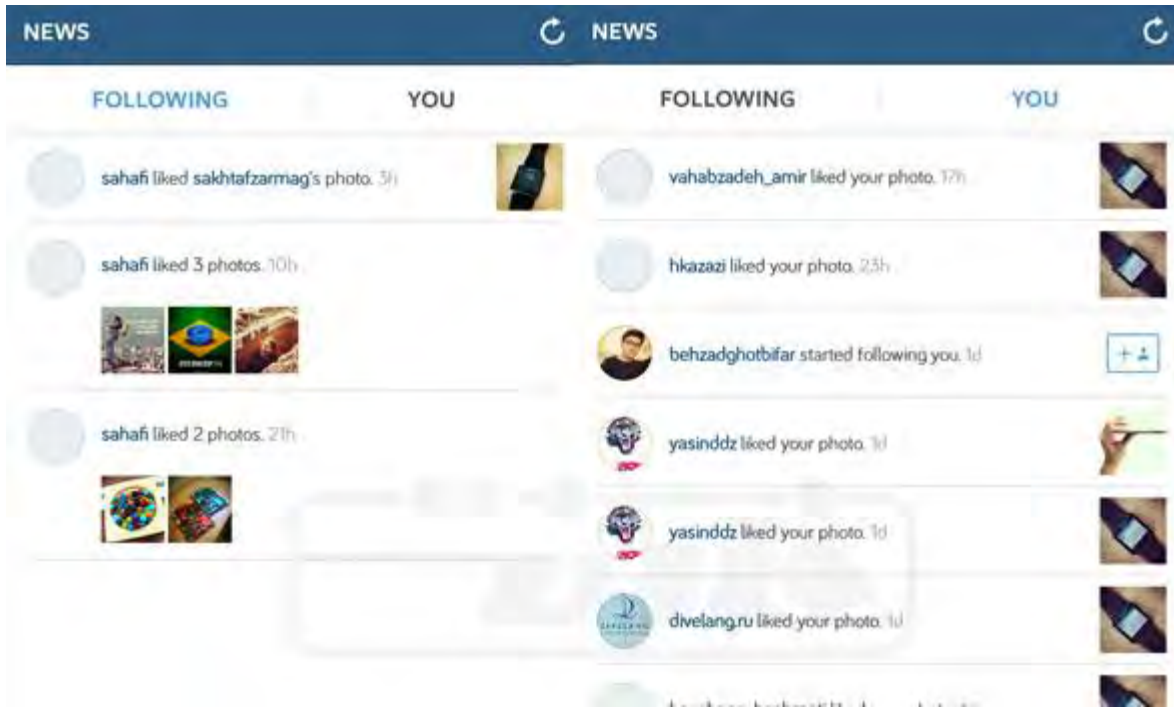 NEWS
FOLLOWING YOU
sahafi liked sakhtafzarmag's photo. 3h
sahafi liked 3 photos. 10h
sahafi liked 2 photos. 21h
NEWS
FOLLOWING YOU
vahabzadeh_amir liked your photo. 17h
hkazazi liked your photo. 23h
behzadghotbifar started following you. 1d
yasinddz liked your photo. 1d
yasinddz liked your photo. 1d
divelang.ru liked your photo. 1d